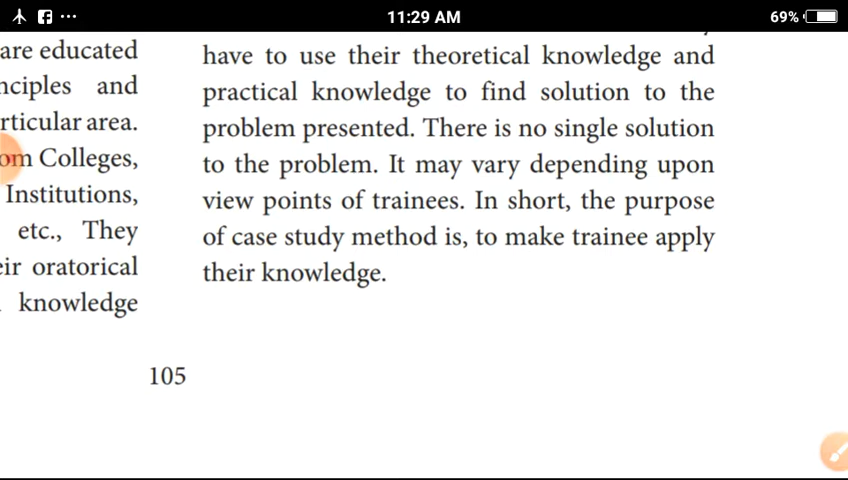 11:29 AM
69%
are educated
nciples and
rticular area.
om Colleges,
Institutions,
etc., They
eir oratorical
knowledge
have to use their theoretical knowledge and
practical knowledge to find solution to the
problem presented. There is no single solution
to the problem. It may vary depending upon
view points of trainees. In short, the purpose
of case study method is, to make trainee apply
their knowledge.
105